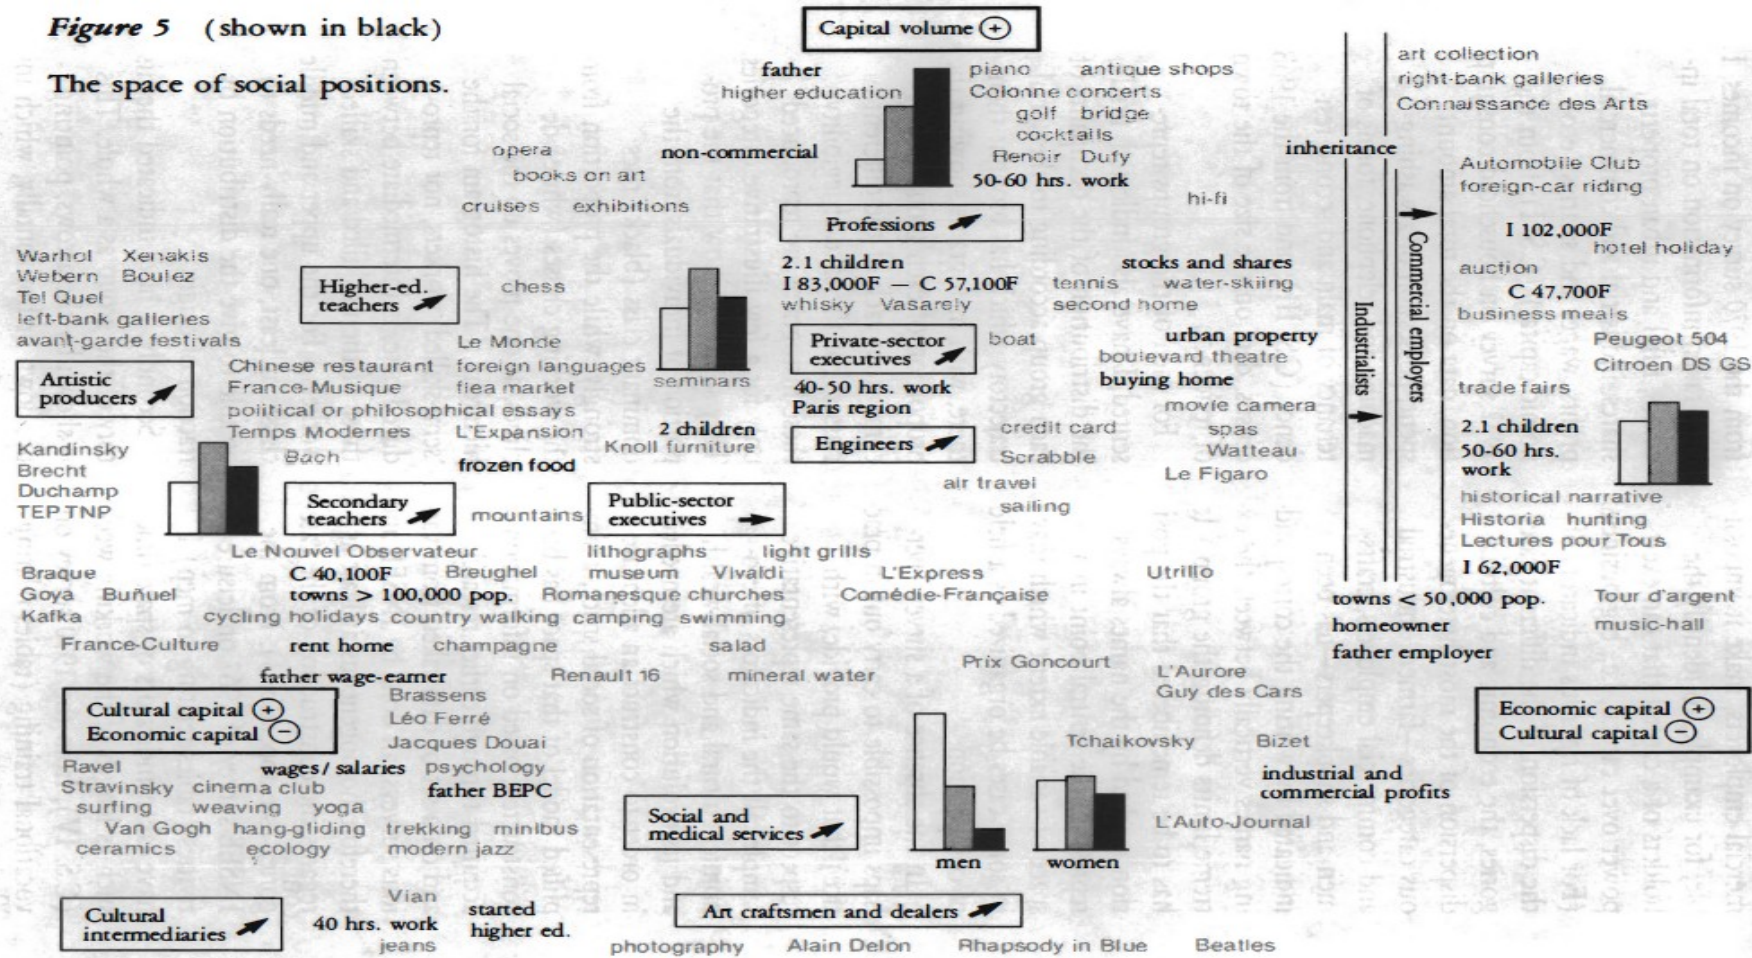 Figure 5 (shown in black)
The space of social positions.
Capital volume +
father
higher education
piano antique shops
Colonne concerts
golf bridge
cocktails
Renoir Dufy
50-60 hrs. work
non-commercial
opera
books on art
cruises exhibitions
hi-fi
art collection
right-bank galleries
Connaissance des Arts
inheritance
Automobile Club
foreign-car riding
I 102,000F
hotel holiday
auction
C 47,700F
business meals
Peugeot 504
Citroen DS GS
trade fairs
2.1 children
50-60 hrs.
work
historical narrative
Historia hunting
Lectures pour Tous
I 62,000F
Industrialists
Commercial employers
Professions
2.1 children
I 83,000F — C 57,100F
whisky Vasarely
stocks and shares
tennis water-skiing
second home
Warhol Xenakis
Webern Boulez
Tel Quel
left-bank galleries
avant-garde festivals
Higher-ed.
teachers
chess
Le Monde
Chinese restaurant foreign languages
France-Musique flea market
political or philosophical essays
Temps Modernes L'Expansion
seminars
Private-sector
executives
40-50 hrs. work
Paris region
boat
urban property
boulevard theatre
buying home
movie camera
spas
Watteau
Le Figaro
Artistic
producers
Kandinsky
Brecht
Duchamp
TEP TNP
Bach
frozen food
2 children
Knoll furniture
Engineers
credit card
Scrabble
air travel
sailing
Secondary
teachers
mountains
Public-sector
executives
Le Nouvel Observateur lithographs light grills
Braque
Goya Buñuel
Kafka
C 40,100F Breughel museum Vivaldi L'Express Utrillo
towns > 100,000 pop. Romanesque churches Comédie-Française
cycling holidays country walking camping swimming
towns < 50,000 pop.
homeowner
father employer
Tour d'argent
music-hall
France-Culture rent home champagne salad
father wage-earner Renault 16 mineral water
Prix Goncourt
L'Aurore
Guy des Cars
Cultural capital +
Economic capital −
Brassens
Léo Ferré
Jacques Douai
Economic capital +
Cultural capital −
Tchaikovsky Bizet
Ravel wages/salaries psychology
Stravinsky cinema club father BEPC
surfing weaving yoga
Van Gogh hang-gliding trekking minibus
ceramics ecology modern jazz
industrial and
commercial profits
L'Auto-Journal
Social and
medical services
men women
Cultural
intermediaries
Vian
40 hrs. work
jeans
started
higher ed.
Art craftsmen and dealers
photography Alain Delon Rhapsody in Blue Beatles